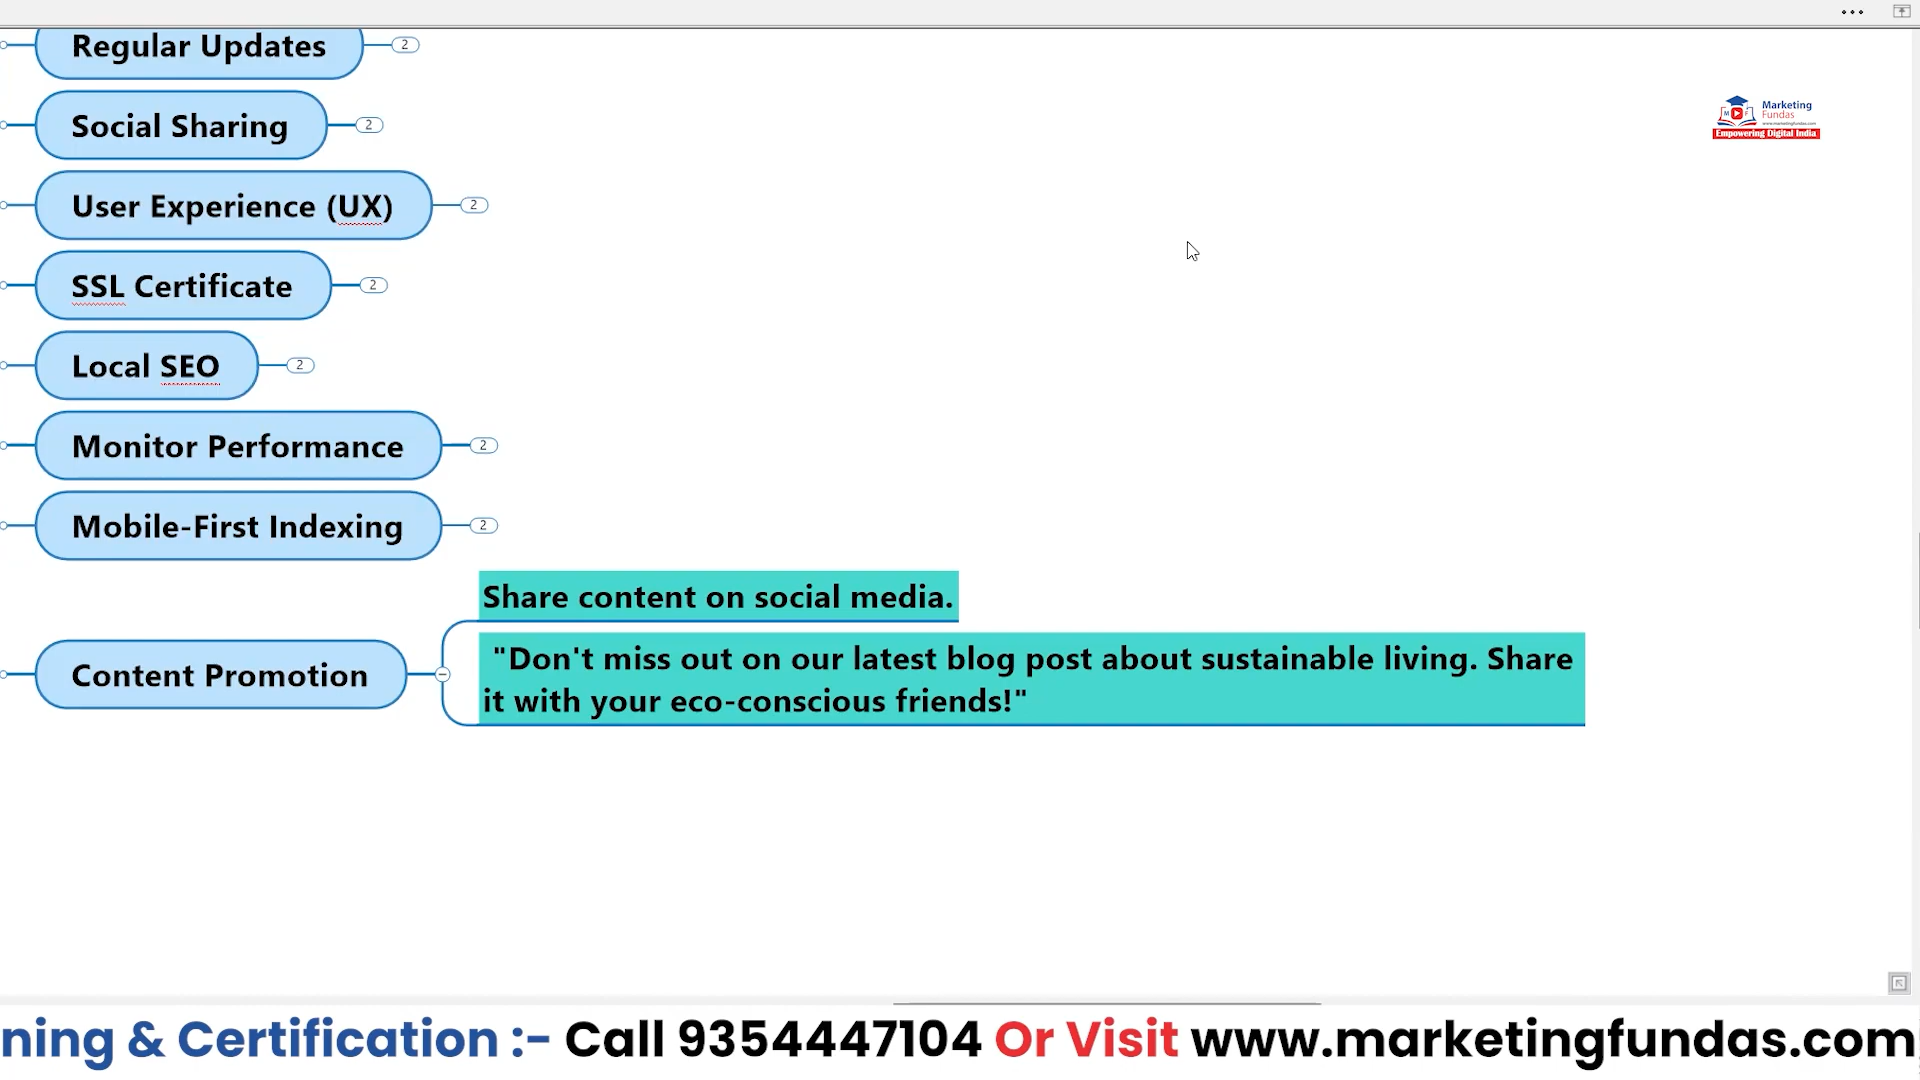 Regular Updates
2
Social Sharing
2
Marketing
Fundas
www.marketingfundas.com
Empowering Digital India
User Experience (UX)
2
SSL Certificate
2
Local SEO
2
Monitor Performance
2
Mobile-First Indexing
2
Share content on social media.
Content Promotion
"Don't miss out on our latest blog post about sustainable living. Share
it with your eco-conscious friends!"
ning & Certification :- Call 9354447104 Or Visit www.marketingfundas.com